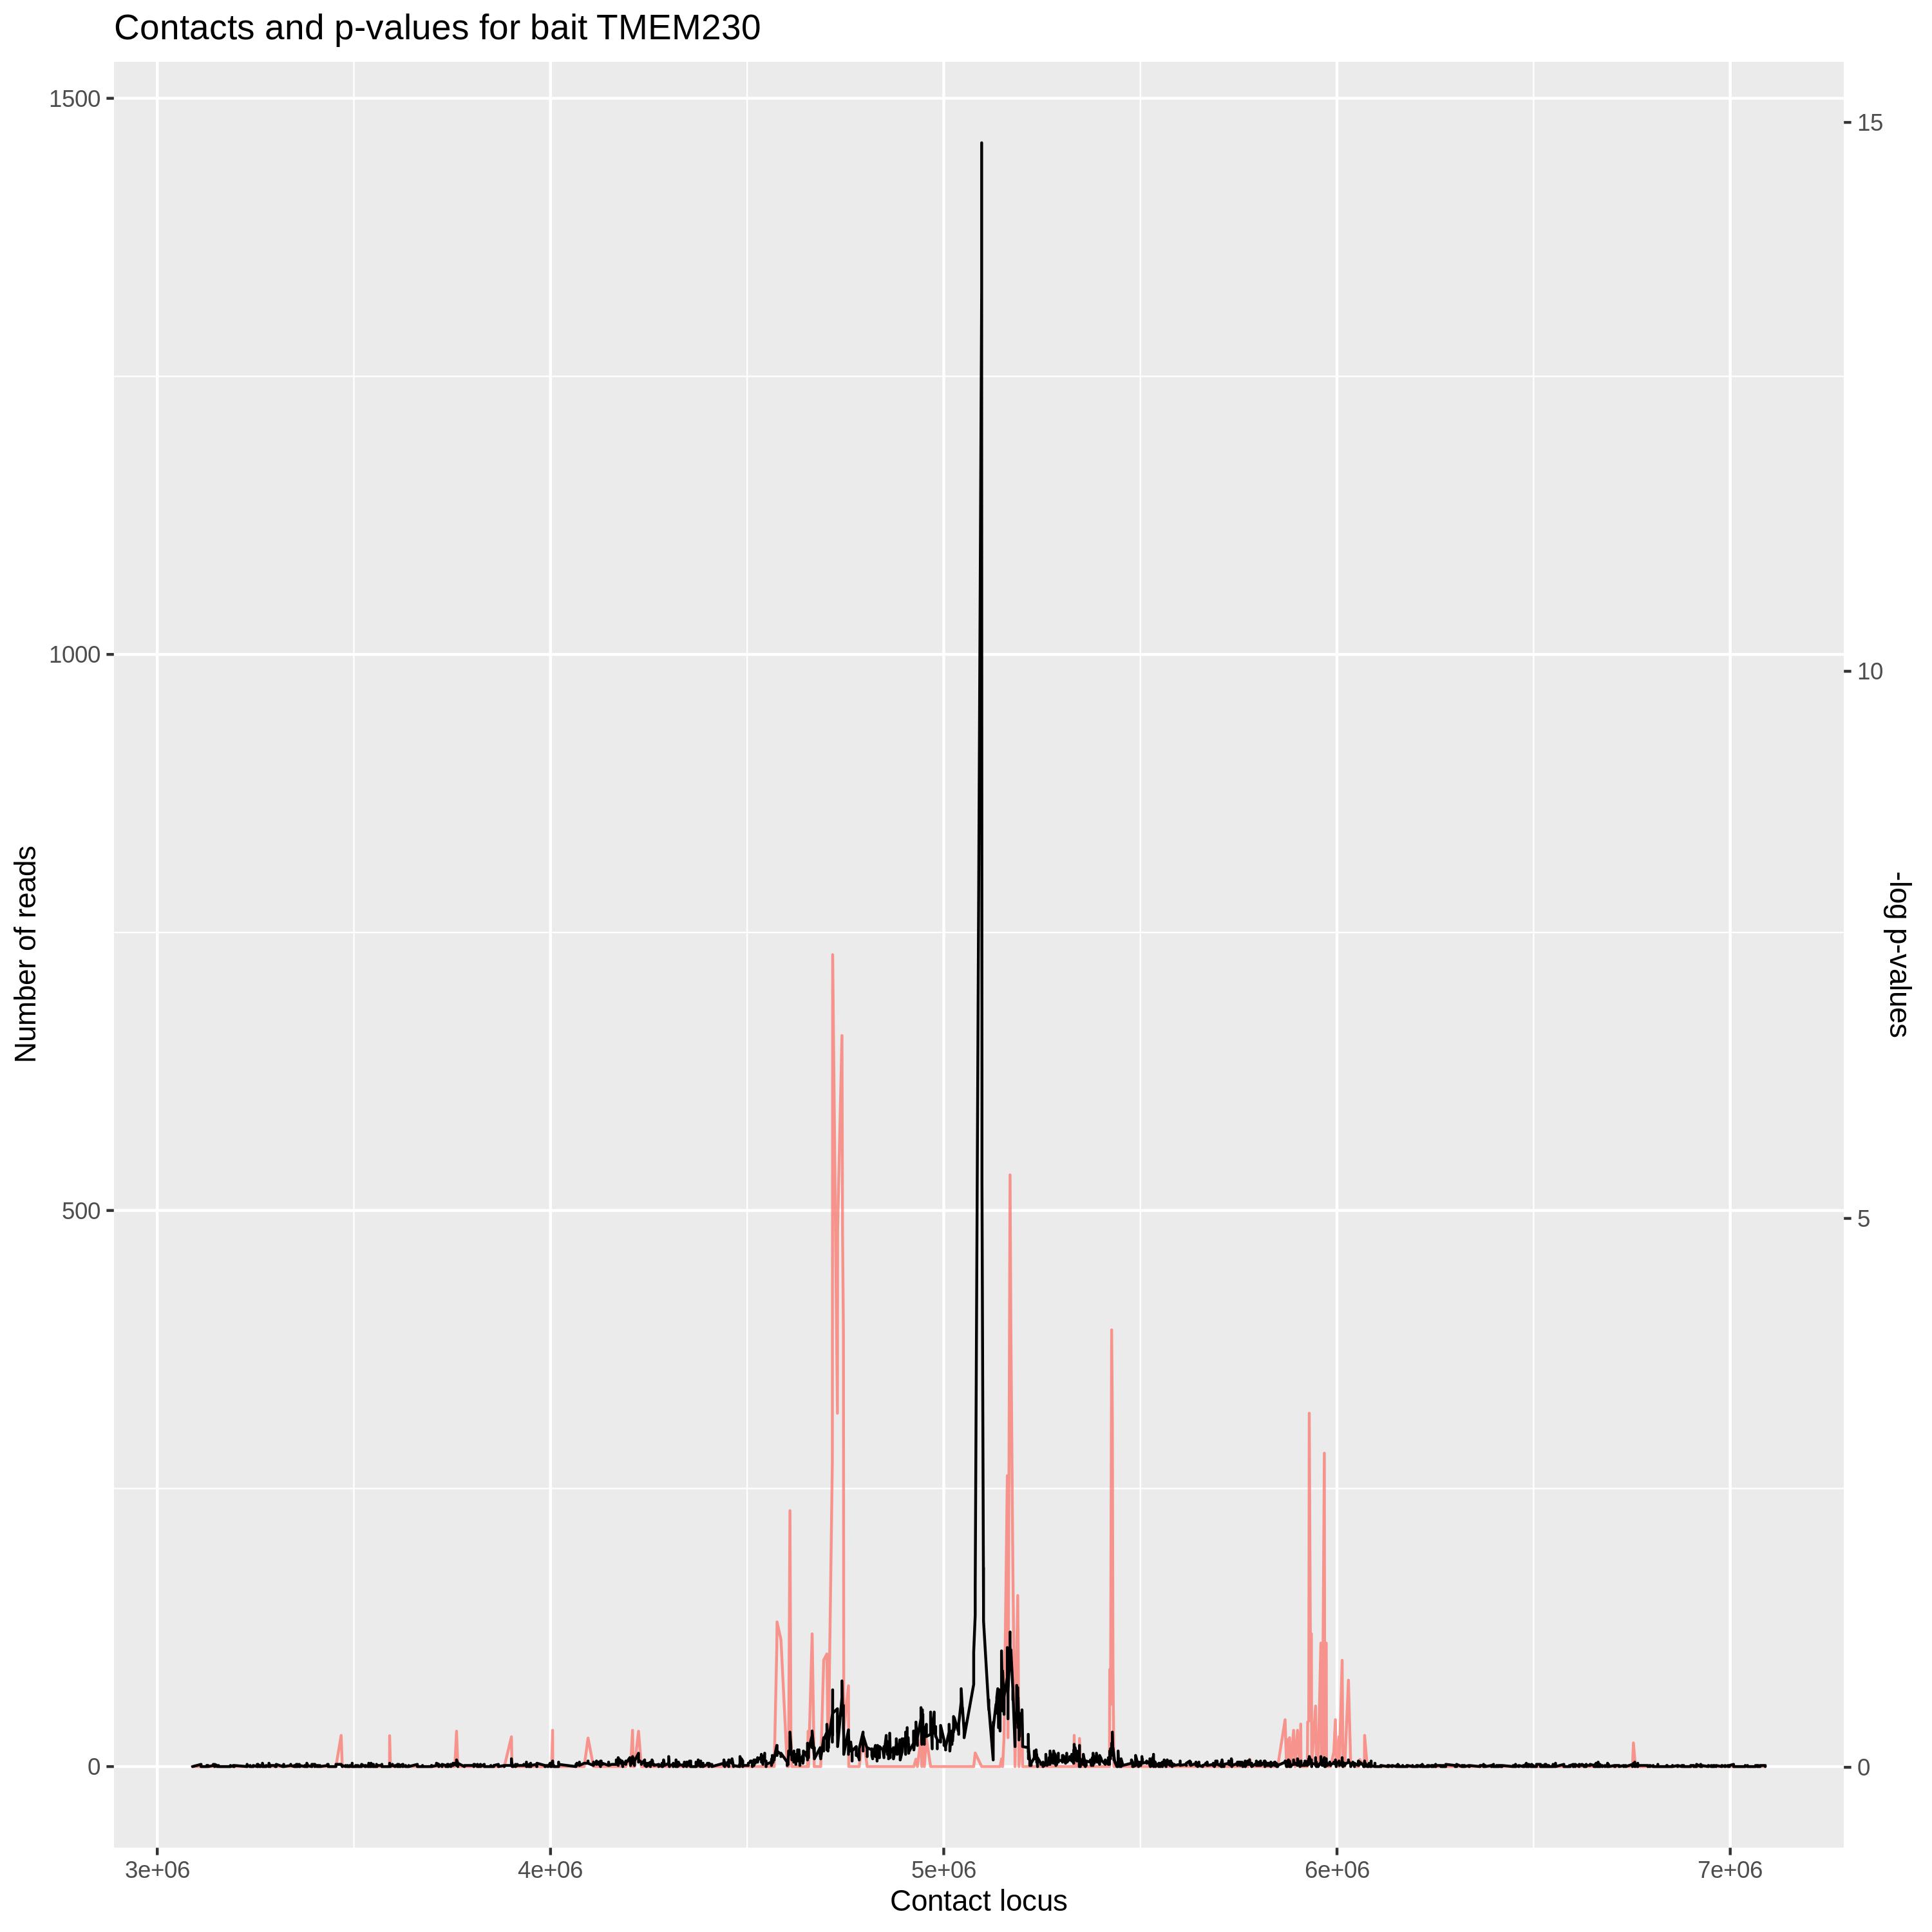 Contacts and p-values for bait TMEM230
1500
1000
500
0
15
10
5
0
Number of reads
-log p-values
3e+06 4e+06 5e+06 6e+06 7e+06
Contact locus